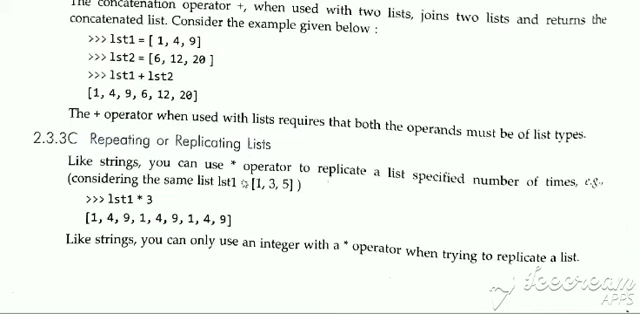 The concatenation operator +, when used with two lists, joins two lists and returns the
concatenated list. Consider the example given below :
>>> lst1 = [ 1, 4, 9]
>>> lst2 = [6, 12, 20 ]
>>> lst1 + lst2
[1, 4, 9, 6, 12, 20]
The + operator when used with lists requires that both the operands must be of list types.
2.3.3C Repeating or Replicating Lists
Like strings, you can use * operator to replicate a list specified number of times, e.g.,
(considering the same list lst1 = [1, 3, 5] )
>>> lst1 * 3
[1, 4, 9, 1, 4, 9, 1, 4, 9]
Like strings, you can only use an integer with a * operator when trying to replicate a list.
Icecream
APPS